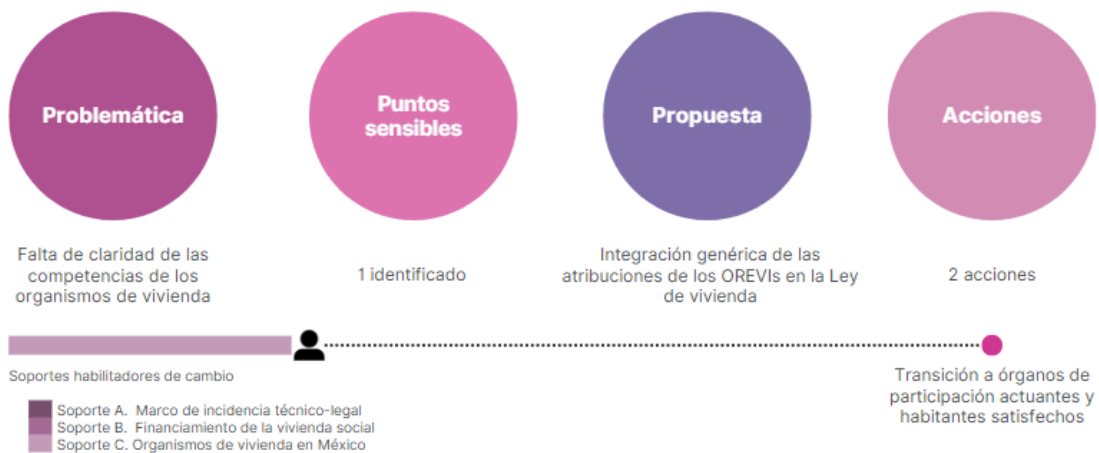 Problemática
Puntos
sensibles
Propuesta
Acciones
Falta de claridad de las
competencias de los
organismos de vivienda
1 identificado
Integración genérica de las
atribuciones de los OREVIs en la Ley
de vivienda
2 acciones
Soportes habilitadores de cambio
Soporte A. Marco de incidencia técnico-legal
Soporte B. Financiamiento de la vivienda social
Soporte C. Organismos de vivienda en México
Transición a órganos de
participación actuantes y
habitantes satisfechos